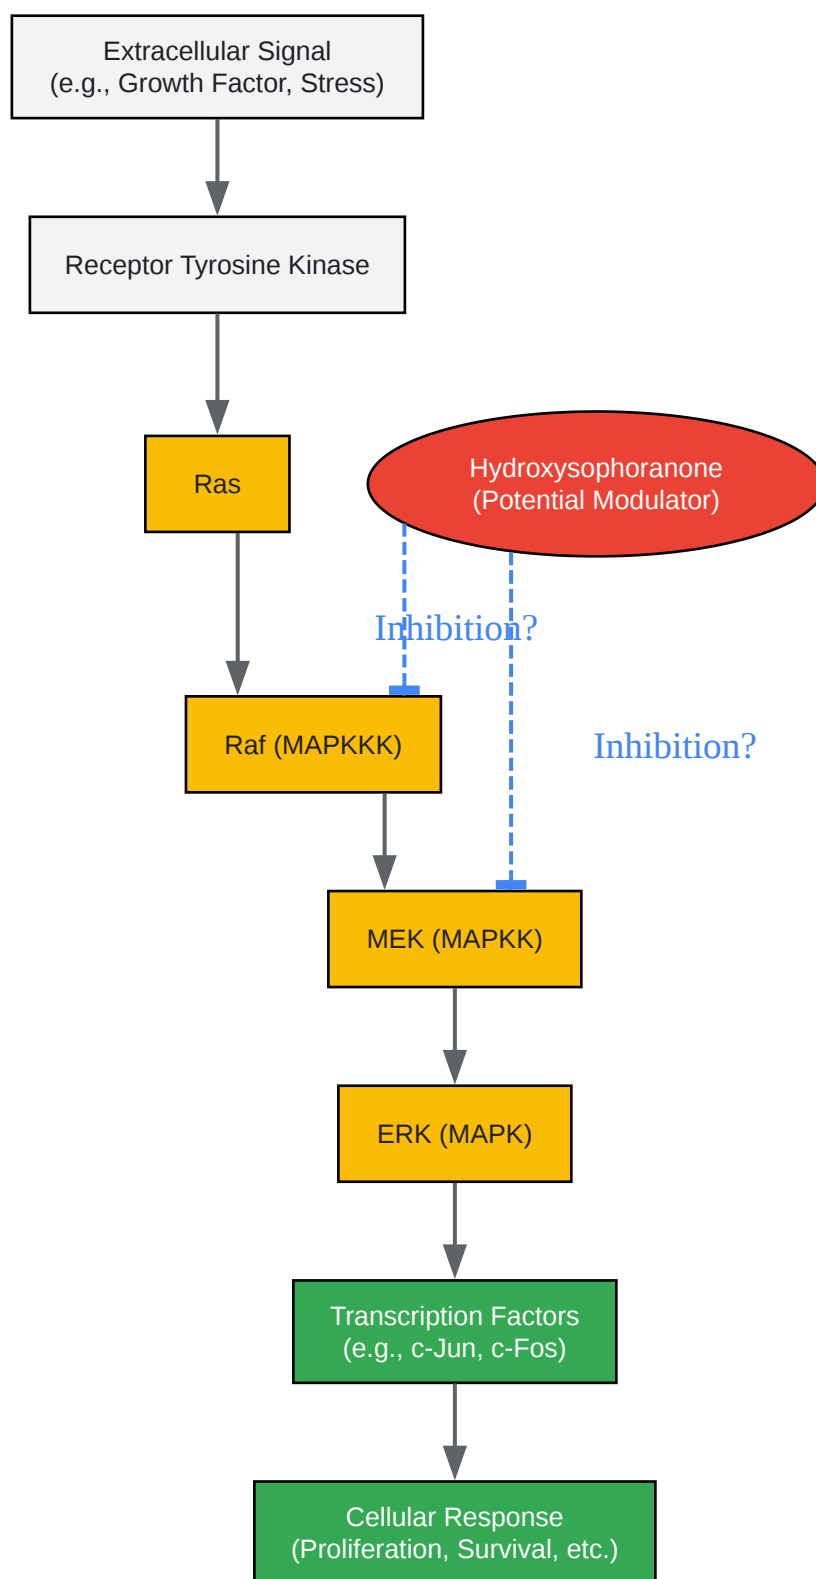 Extracellular Signal
(e.g., Growth Factor, Stress)
Receptor Tyrosine Kinase
Ras
Hydroxysophoranone
(Potential Modulator)
Inhibition?
Raf (MAPKKK)
Inhibition?
MEK (MAPKK)
ERK (MAPK)
Transcription Factors
(e.g., c-Jun, c-Fos)
Cellular Response
(Proliferation, Survival, etc.)